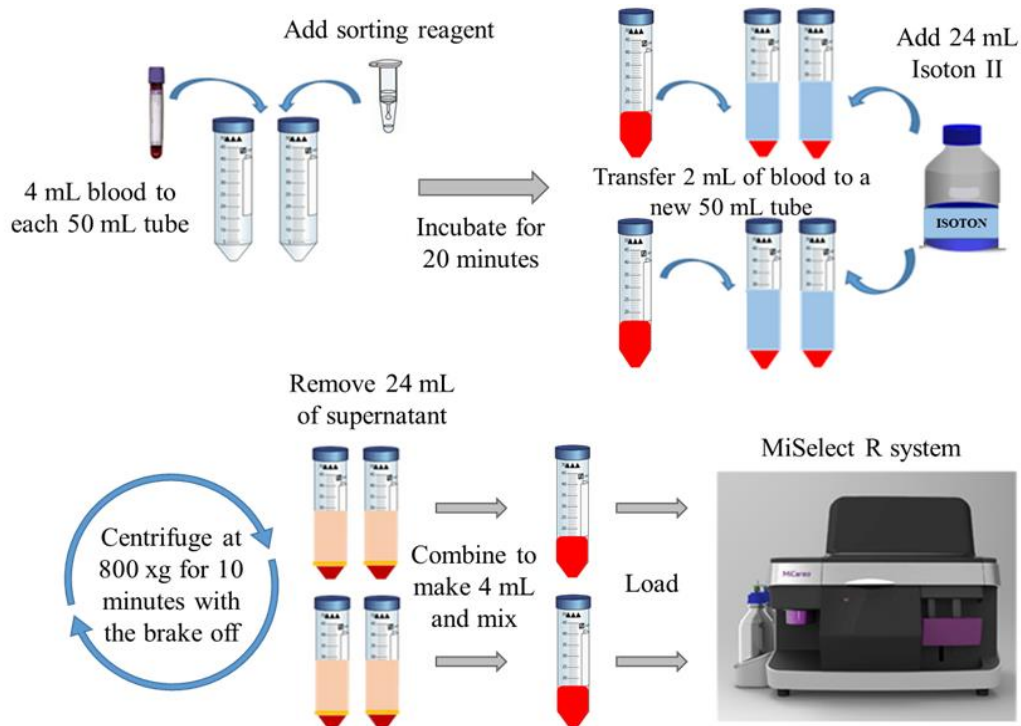 Add sorting reagent
4 mL blood to
each 50 mL tube
Incubate for
20 minutes
Transfer 2 mL of blood to a
new 50 mL tube
Add 24 mL
Isoton II
ISOTON
Remove 24 mL
of supernatant
Centrifuge at
800 xg for 10
minutes with
the brake off
Combine to
make 4 mL
and mix
Load
MiSelect R system
MiCareo